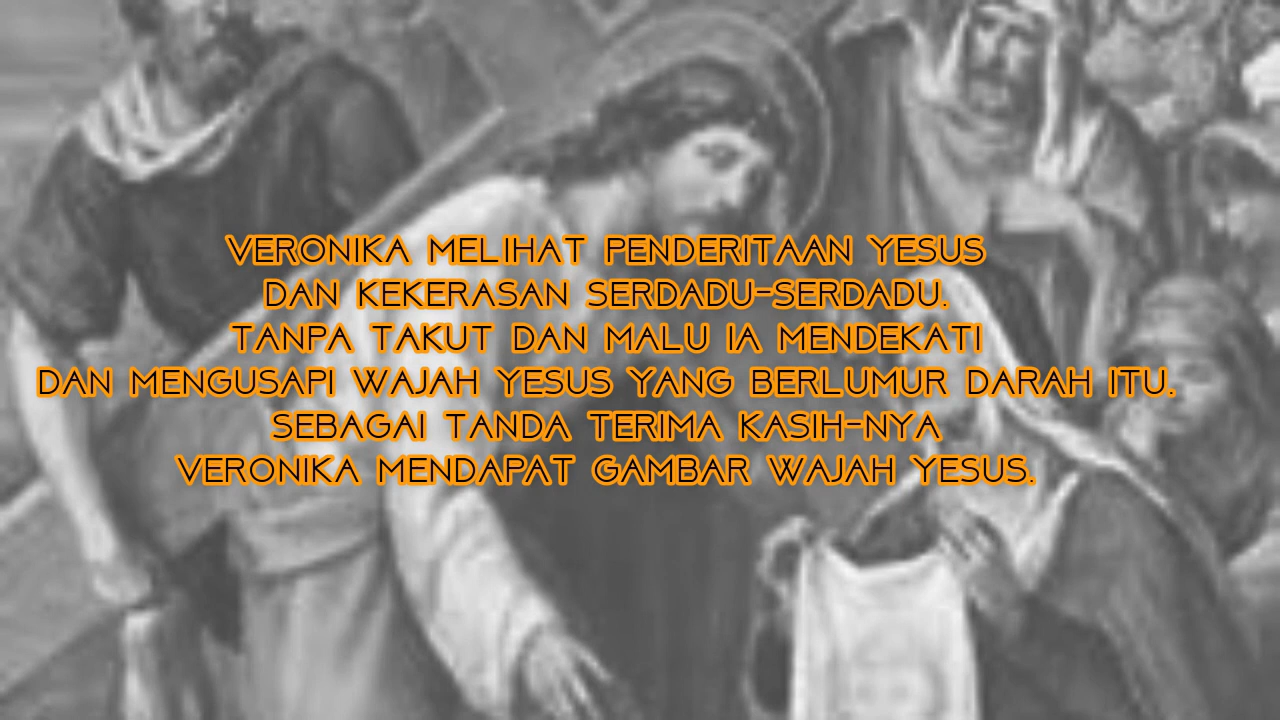 VERONIKA MELIHAT PENDERITAAN YESUS
DAN KEKERASAN SERDADU-SERDADU.
TANPA TAKUT DAN MALU IA MENDEKATI
DAN MENGUSAPI WAJAH YESUS YANG BERLUMUR DARAH ITU.
SEBAGAI TANDA TERIMA KASIH-NYA
VERONIKA MENDAPAT GAMBAR WAJAH YESUS.